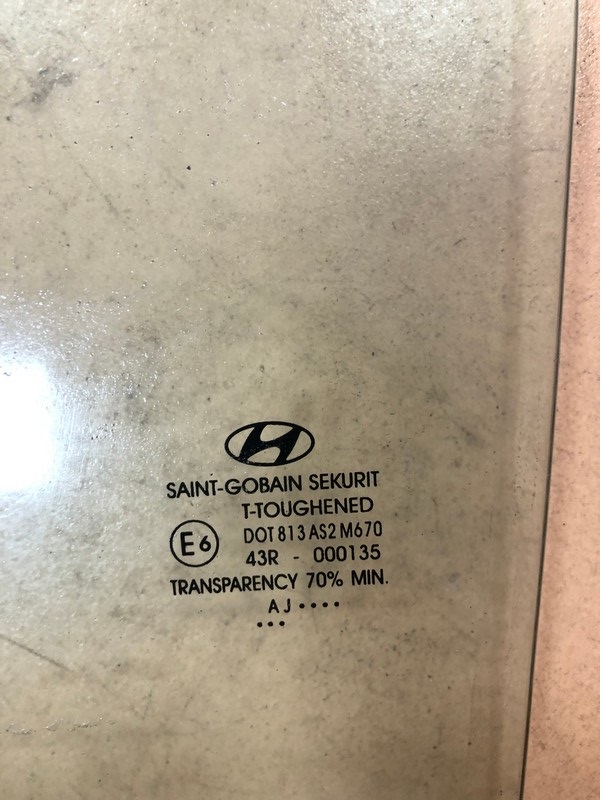 SAINT-GOBAIN SEKURIT
T-TOUGHENED
E6
DOT 813 AS2 M670
43R - 000135
TRANSPARENCY 70% MIN.
AJ ••••
•••